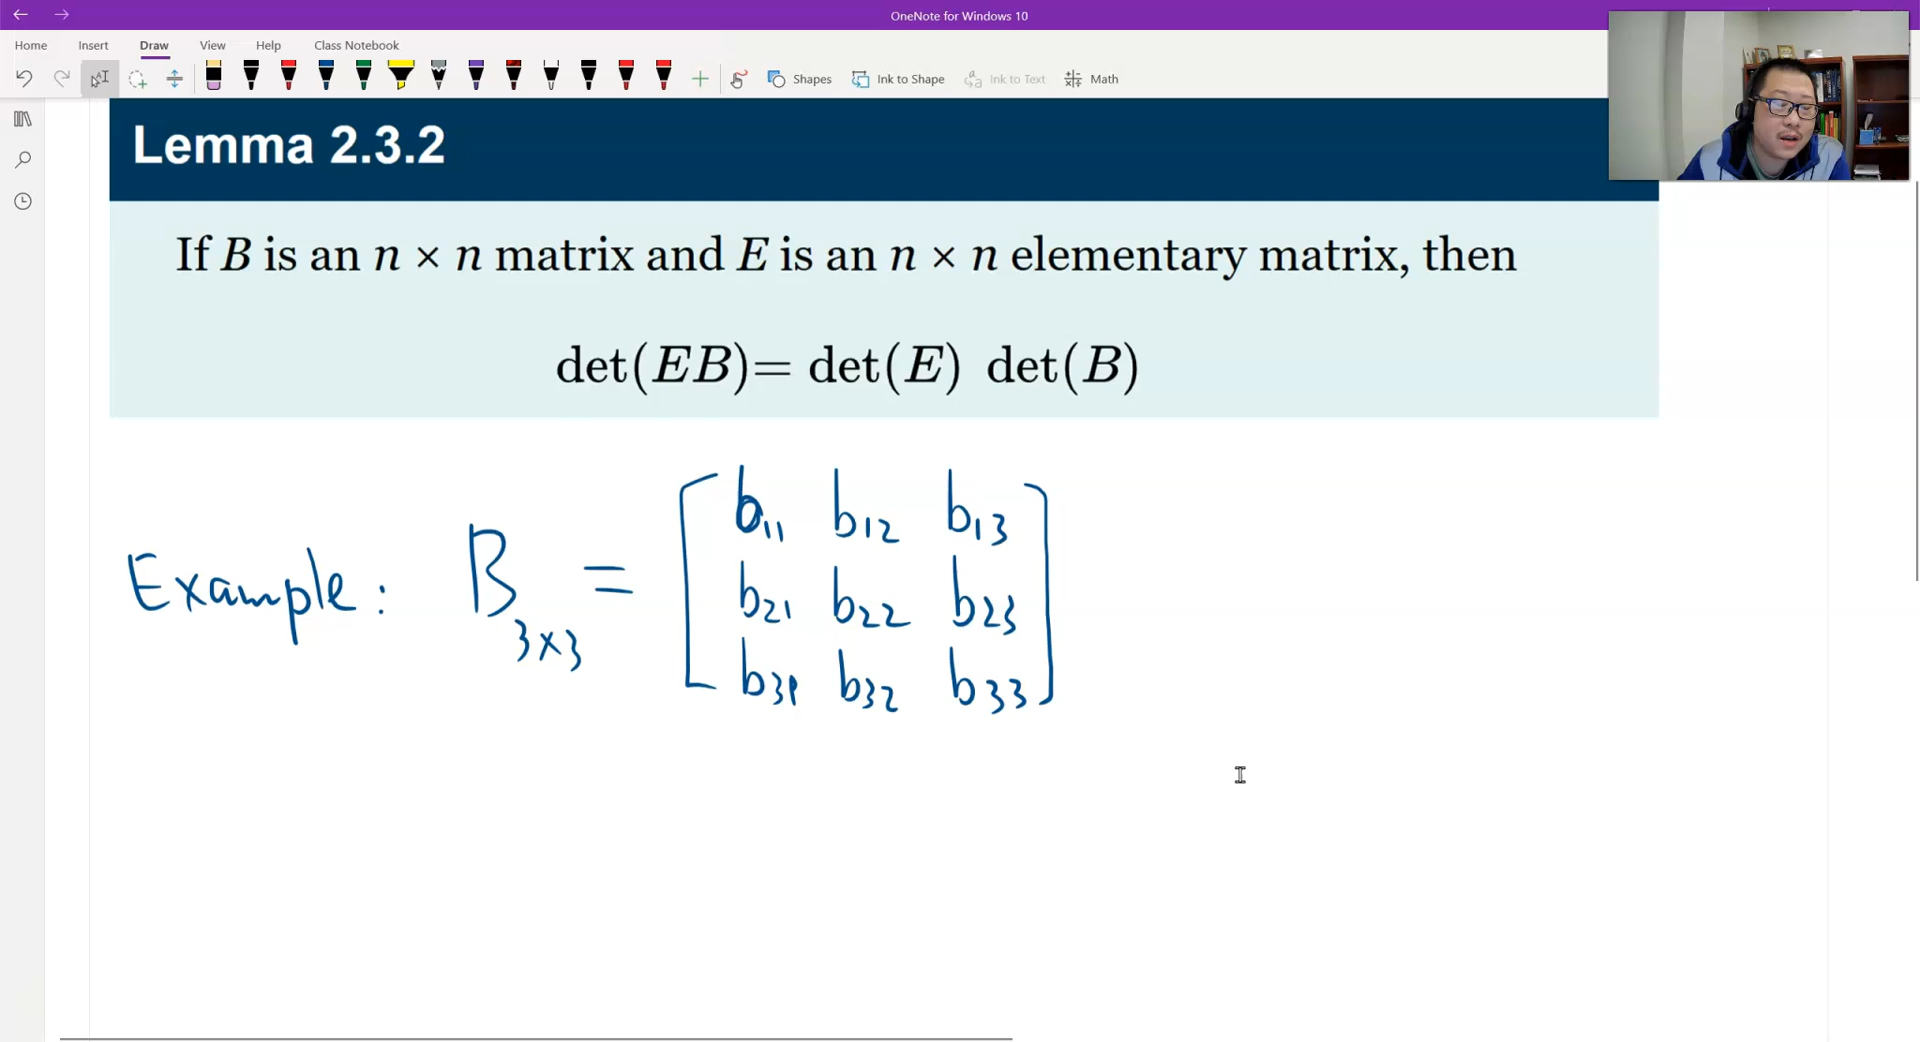 OneNote for Windows 10
Home Insert Draw View Help Class Notebook
Shapes Ink to Shape Ink to Text Math
Lemma 2.3.2
If B is an n × n matrix and E is an n × n elementary matrix, then
det(EB)= det(E) det(B)
b11 b12 b13
Example: B3×3 = b21 b22 b23
b31 b32 b33